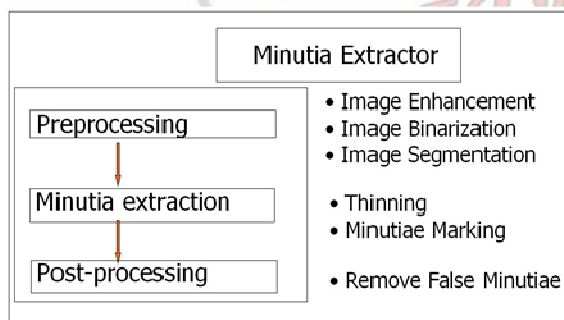 Minutia Extractor
Preprocessing
• Image Enhancement
• Image Binarization
• Image Segmentation
Minutia extraction
• Thinning
• Minutiae Marking
Post-processing
• Remove False Minutiae